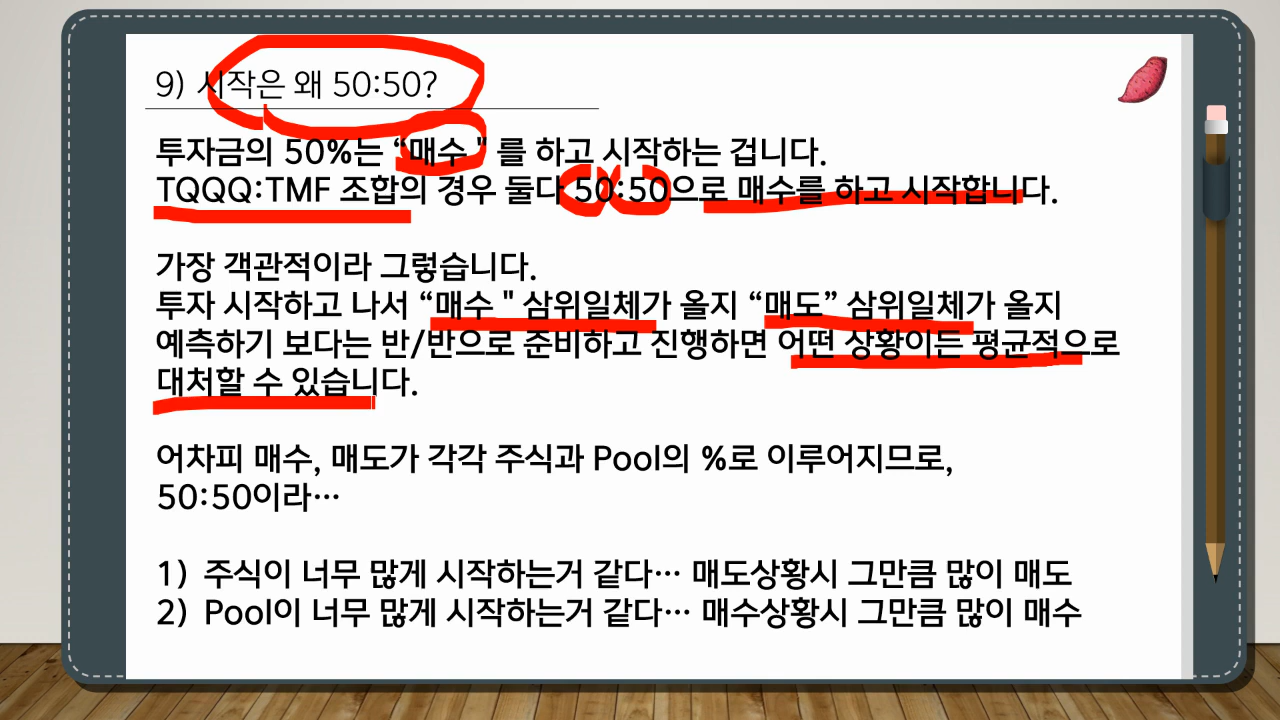 9) 시작은 왜 50:50?
투자금의 50%는 “매수 " 를 하고 시작하는 겁니다.
TQQQ:TMF 조합의 경우 둘다 50:50으로 매수를 하고 시작합니다.
가장 객관적이라 그렇습니다.
투자 시작하고 나서 “매수 " 삼위일체가 올지 “매도” 삼위일체가 올지
예측하기 보다는 반/반으로 준비하고 진행하면 어떤 상황이든 평균적으로
대처할 수 있습니다.
어차피 매수, 매도가 각각 주식과 Pool의 %로 이루어지므로,
50:50이라…
1) 주식이 너무 많게 시작하는거 같다… 매도상황시 그만큼 많이 매도
2) Pool이 너무 많게 시작하는거 같다… 매수상황시 그만큼 많이 매수